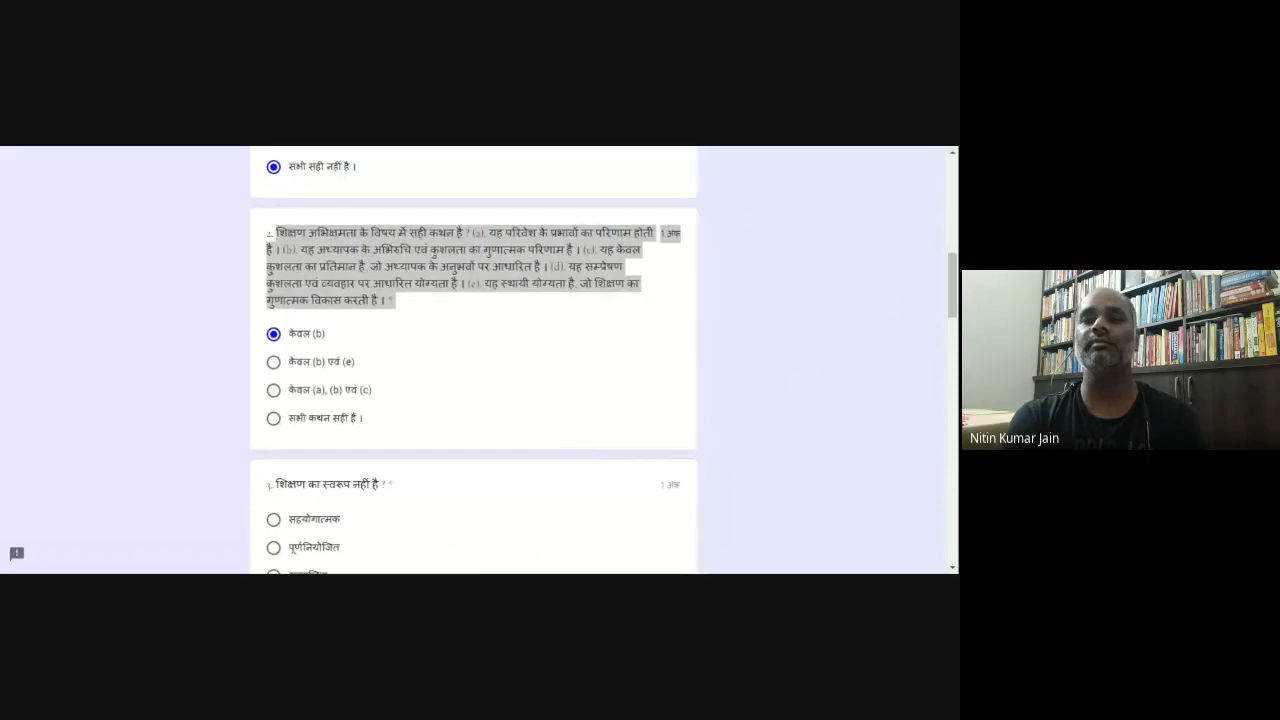 सभी सही नहीं है ।
2. शिक्षण अभिक्षमता के विषय में सही कथन है ? (a). यह परिवेश के प्रभावों का परिणाम होती 1 अंक
है । (b). यह अध्यापक के अभिरुचि एवं कुशलता का गुणात्मक परिणाम है । (c). यह केवल
कुशलता का प्रतिमान है, जो अध्यापक के अनुभवों पर आधारित है । (d). यह सम्प्रेषण
कुशलता एवं व्यवहार पर आधारित योग्यता है । (e). यह स्थायी योग्यता है, जो शिक्षण का
गुणात्मक विकास करती है । *
केवल (b)
केवल (b) एवं (e)
केवल (a), (b) एवं (c)
सभी कथन सही हैं ।
3. शिक्षण का स्वरूप नहीं है ? * 1 अंक
सहयोगात्मक
पूर्णनियोजित
Nitin Kumar Jain